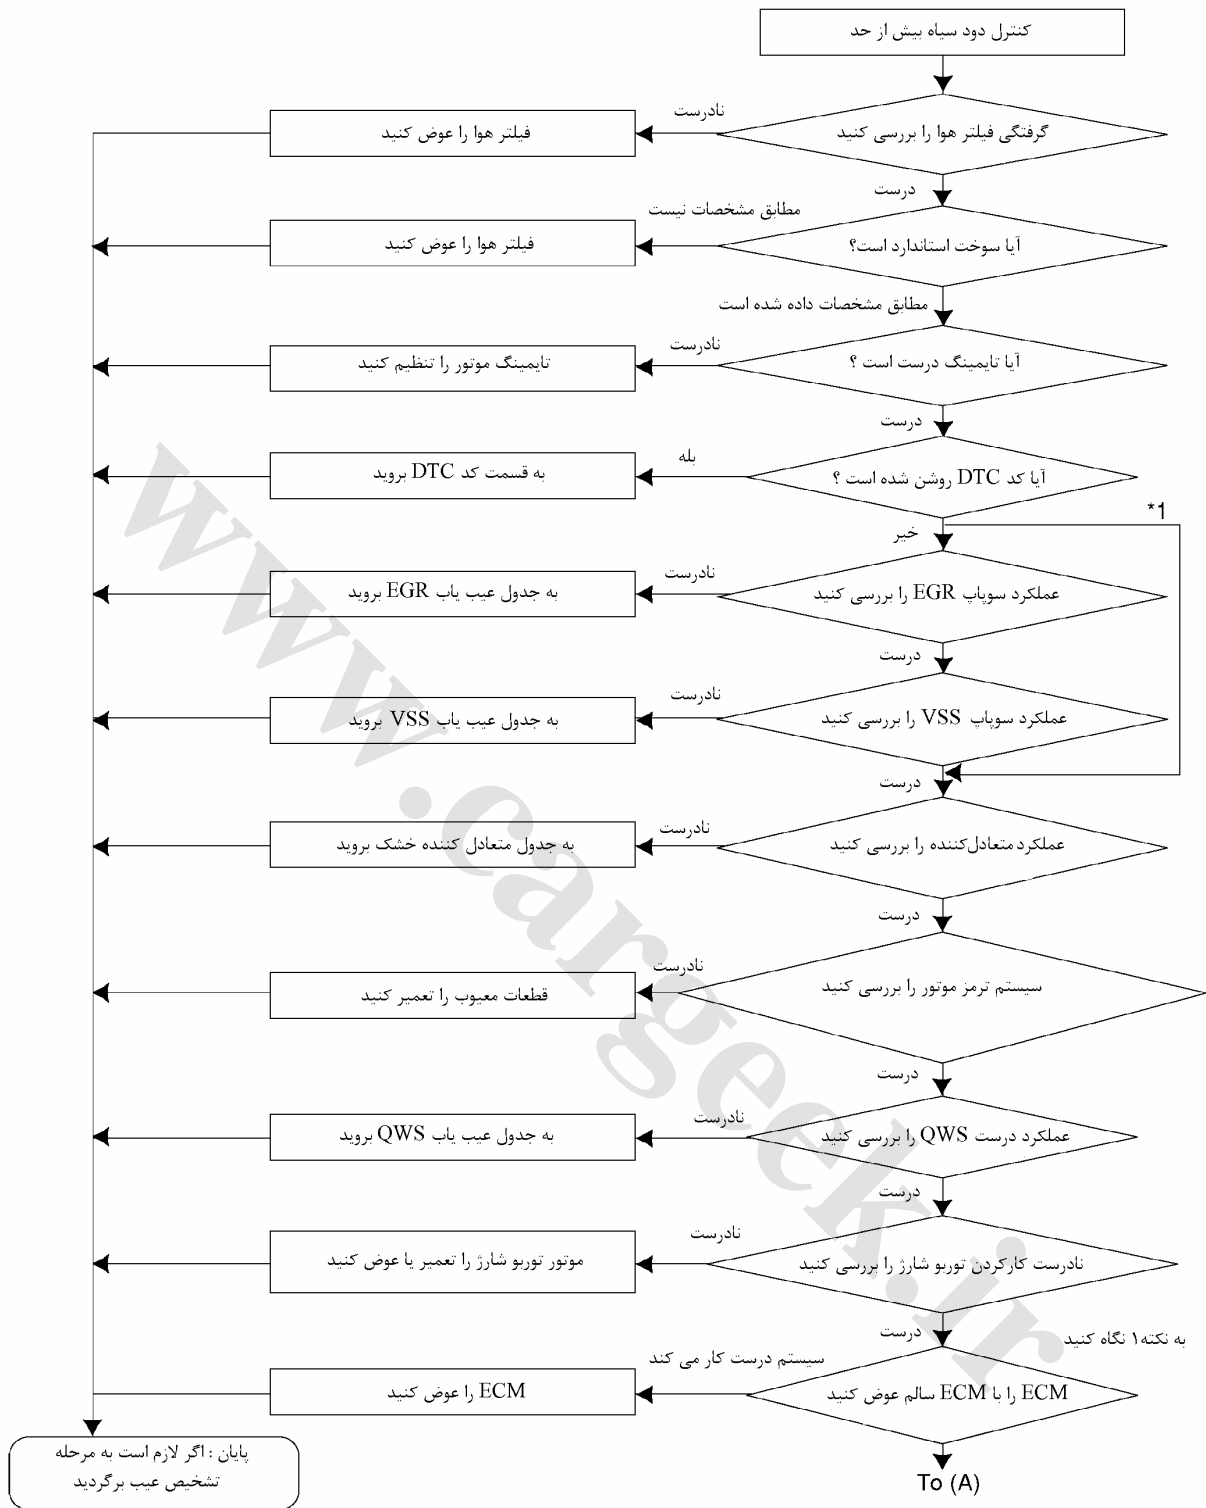 کنترل دود سیاه بیش از حد
گرفتگی فیلتر هوا را بررسی کنید
نادرست
فیلتر هوا را عوض کنید
درست
آیا سوخت استاندارد است؟
مطابق مشخصات نیست
فیلتر هوا را عوض کنید
مطابق مشخصات داده شده است
آیا تایمینگ درست است ؟
نادرست
تایمینگ موتور را تنظیم کنید
درست
آیا کد DTC روشن شده است ؟
بله
به قسمت کد DTC بروید
*1
خیر
عملکرد سوپاپ EGR را بررسی کنید
نادرست
به جدول عیب یاب EGR بروید
درست
عملکرد سوپاپ VSS را بررسی کنید
نادرست
به جدول عیب یاب VSS بروید
درست
عملکرد متعادل‌کننده را بررسی کنید
نادرست
به جدول متعادل کننده خشک بروید
درست
سیستم ترمز موتور را بررسی کنید
نادرست
قطعات معیوب را تعمیر کنید
درست
عملکرد درست QWS را بررسی کنید
نادرست
به جدول عیب یاب QWS بروید
درست
نادرست کارکردن توربو شارژ را بررسی کنید
نادرست
موتور توربو شارژ را تعمیر یا عوض کنید
درست
به نکته۱ نگاه کنید
ECM را با ECM سالم عوض کنید
سیستم درست کار می کند
ECM را عوض کنید
To (A)
پایان : اگر لازم است به مرحله
تشخیص عیب برگردید
www.cargeek.ir